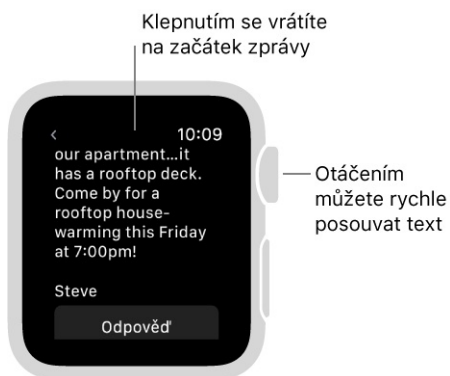 Klepnutím se vrátíte
na začátek zprávy
10:09
our apartment...it
has a rooftop deck.
Come by for a
rooftop house-
warming this Friday
at 7:00pm!
Steve
Odpověď
Otáčením
můžete rychle
posouvat text